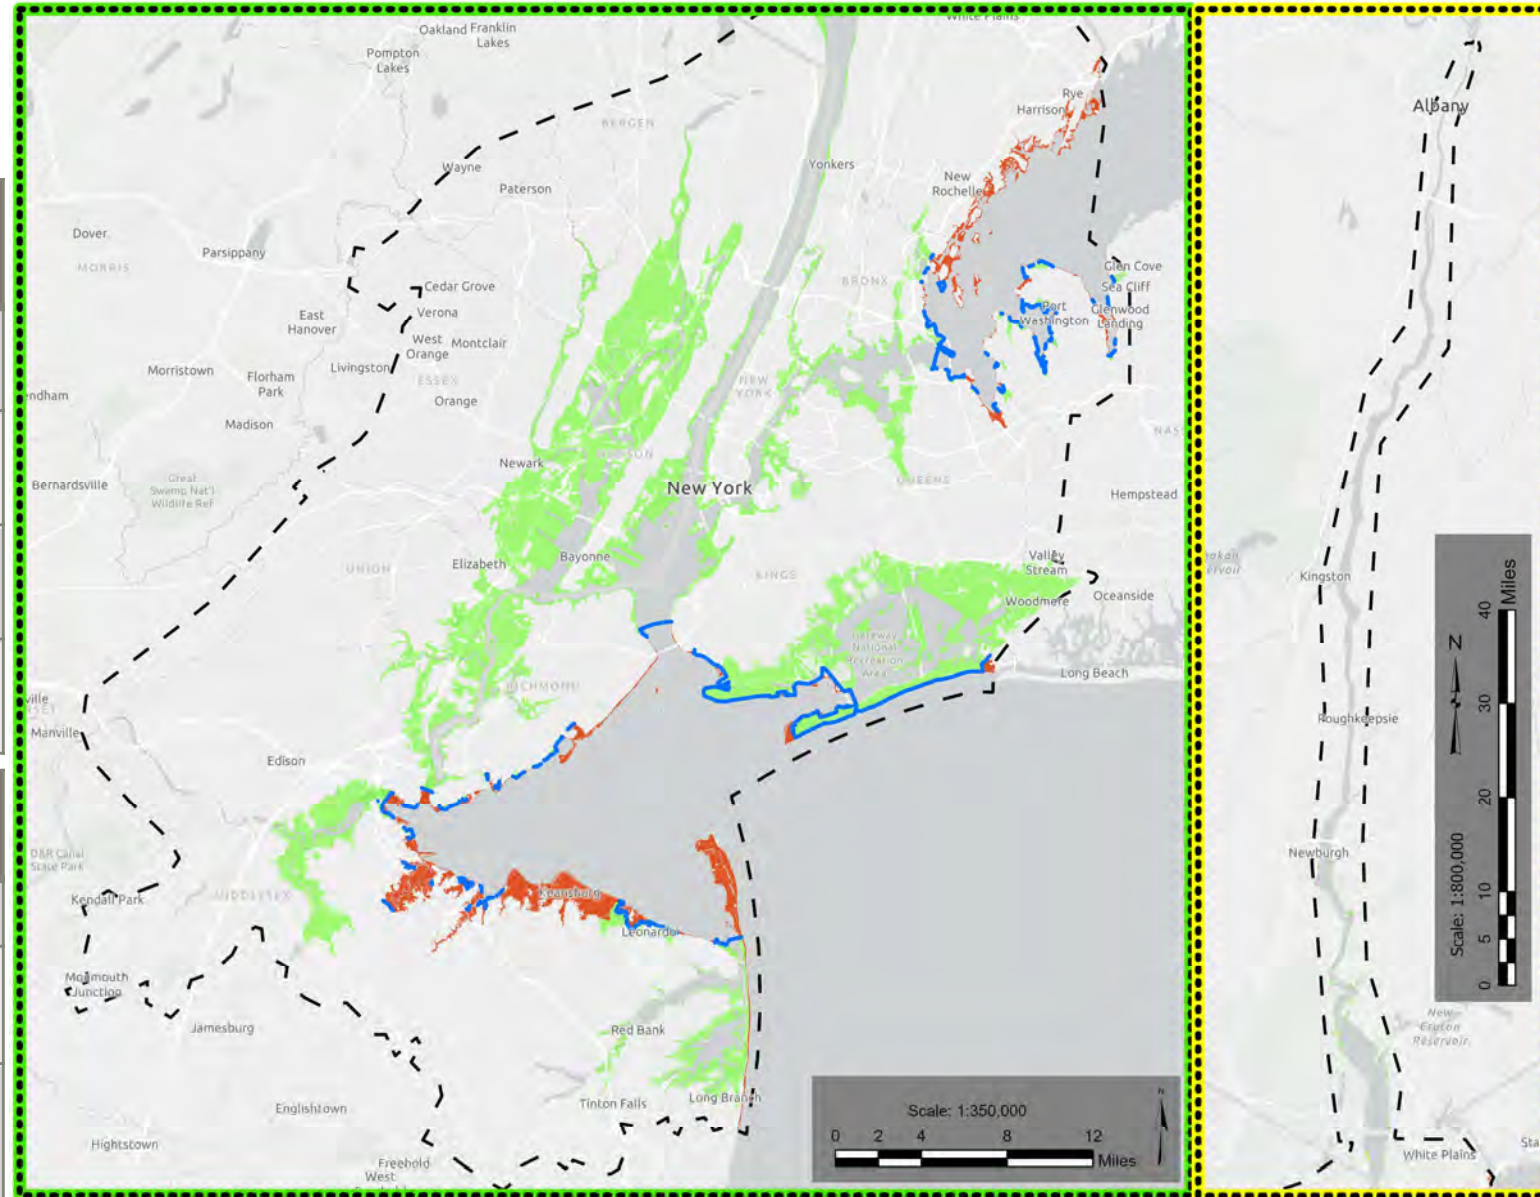 White Plains
Oakland
Franklin
Lakes
Pompton
Lakes
Rye
Harrison
BERGEN
Wayne
Yonkers
Paterson
New
Rochelle
Dover
Parsippany
MORRIS
Glen Cove
Sea Cliff
BRONX
Cedar Grove
Port
Washington
Glenwood
Landing
Verona
East
Hanover
West
Orange
Montclair
Livingston
Morristown
Florham
Park
ESSEX
NEW
YORK
Orange
Madison
NAS
Newark
HUDSON
Great
Swamp Nat'l
Wildlife Ref
Bernardsville
New York
QUEENS
Hempstead
Bayonne
Elizabeth
UNION
KINGS
Valley
Stream
Woodmere
Oceanside
Gateway
National
Recreation
Area
Long Beach
RICHMOND
Manville
Edison
D&R Canal
State Park
MIDDLESEX
Kendall Park
Keansburg
Leonardo
Monmouth
Junction
Jamesburg
Red Bank
Englishtown
Tinton Falls
Long Branch
Hightstown
Freehold
West
Scale: 1:350,000
0 2 4 8 12
Miles
N
Albany
Kingston
Poughkeepsie
Newburgh
New
Croton
Reservoir
White Plains
Scale: 1:800,000
0 5 10 20 30 40
Miles
N